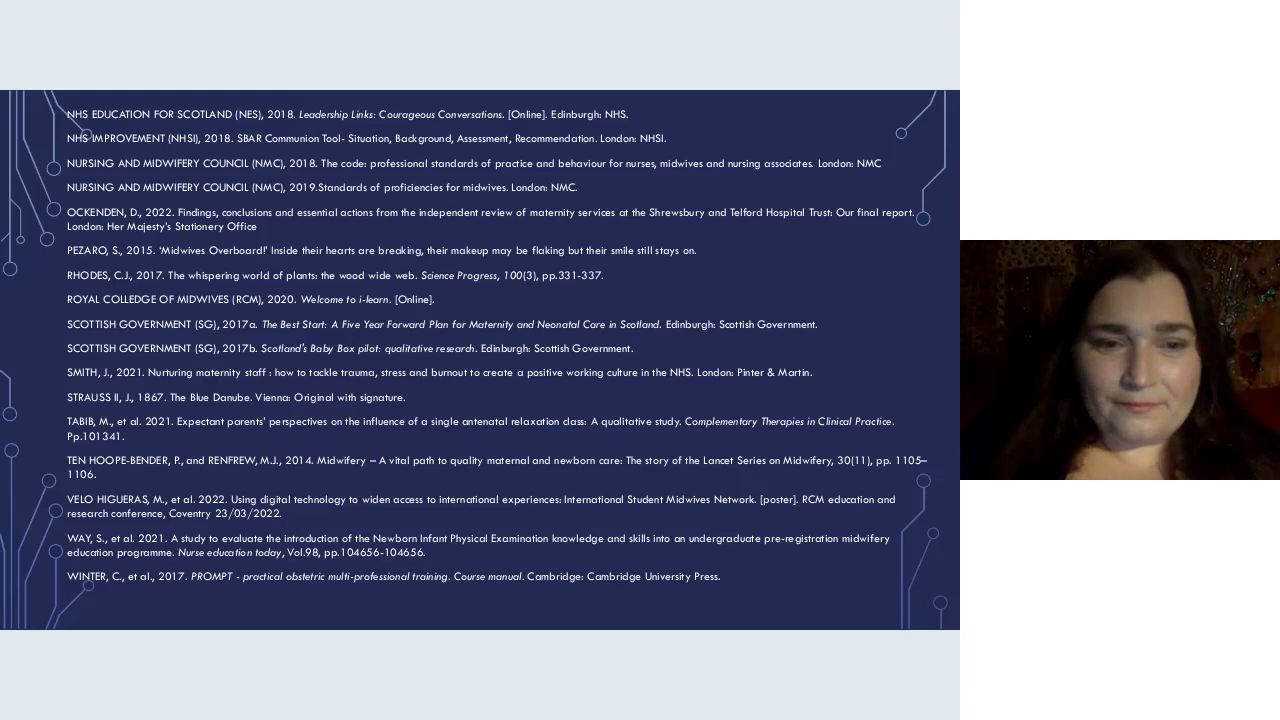 NHS EDUCATION FOR SCOTLAND (NES), 2018. Leadership Links: Courageous Conversations. [Online]. Edinburgh: NHS.
NHS IMPROVEMENT (NHSI), 2018. SBAR Communion Tool- Situation, Background, Assessment, Recommendation. London: NHSI.
NURSING AND MIDWIFERY COUNCIL (NMC), 2018. The code: professional standards of practice and behaviour for nurses, midwives and nursing associates. London: NMC
NURSING AND MIDWIFERY COUNCIL (NMC), 2019.Standards of proficiencies for midwives. London: NMC.
OCKENDEN, D., 2022. Findings, conclusions and essential actions from the independent review of maternity services at the Shrewsbury and Telford Hospital Trust: Our final report.
London: Her Majesty's Stationery Office
PEZARO, S., 2015. 'Midwives Overboard!' Inside their hearts are breaking, their makeup may be flaking but their smile still stays on.
RHODES, C.J., 2017. The whispering world of plants: the wood wide web. Science Progress, 100(3), pp.331-337.
ROYAL COLLEDGE OF MIDWIVES (RCM), 2020. Welcome to i-learn. [Online].
SCOTTISH GOVERNMENT (SG), 2017a. The Best Start: A Five Year Forward Plan for Maternity and Neonatal Care in Scotland. Edinburgh: Scottish Government.
SCOTTISH GOVERNMENT (SG), 2017b. Scotland's Baby Box pilot: qualitative research. Edinburgh: Scottish Government.
SMITH, J., 2021. Nurturing maternity staff : how to tackle trauma, stress and burnout to create a positive working culture in the NHS. London: Pinter & Martin.
STRAUSS II, J., 1867. The Blue Danube. Vienna: Original with signature.
TABIB, M., et al. 2021. Expectant parents' perspectives on the influence of a single antenatal relaxation class: A qualitative study. Complementary Therapies in Clinical Practice.
Pp.101341.
TEN HOOPE-BENDER, P., and RENFREW, M.J., 2014. Midwifery – A vital path to quality maternal and newborn care: The story of the Lancet Series on Midwifery, 30(11), pp. 1105–
1106.
VELO HIGUERAS, M., et al. 2022. Using digital technology to widen access to international experiences: International Student Midwives Network. [poster]. RCM education and
research conference, Coventry 23/03/2022.
WAY, S., et al. 2021. A study to evaluate the introduction of the Newborn Infant Physical Examination knowledge and skills into an undergraduate pre-registration midwifery
education programme. Nurse education today, Vol.98, pp.104656-104656.
WINTER, C., et al., 2017. PROMPT - practical obstetric multi-professional training. Course manual. Cambridge: Cambridge University Press.